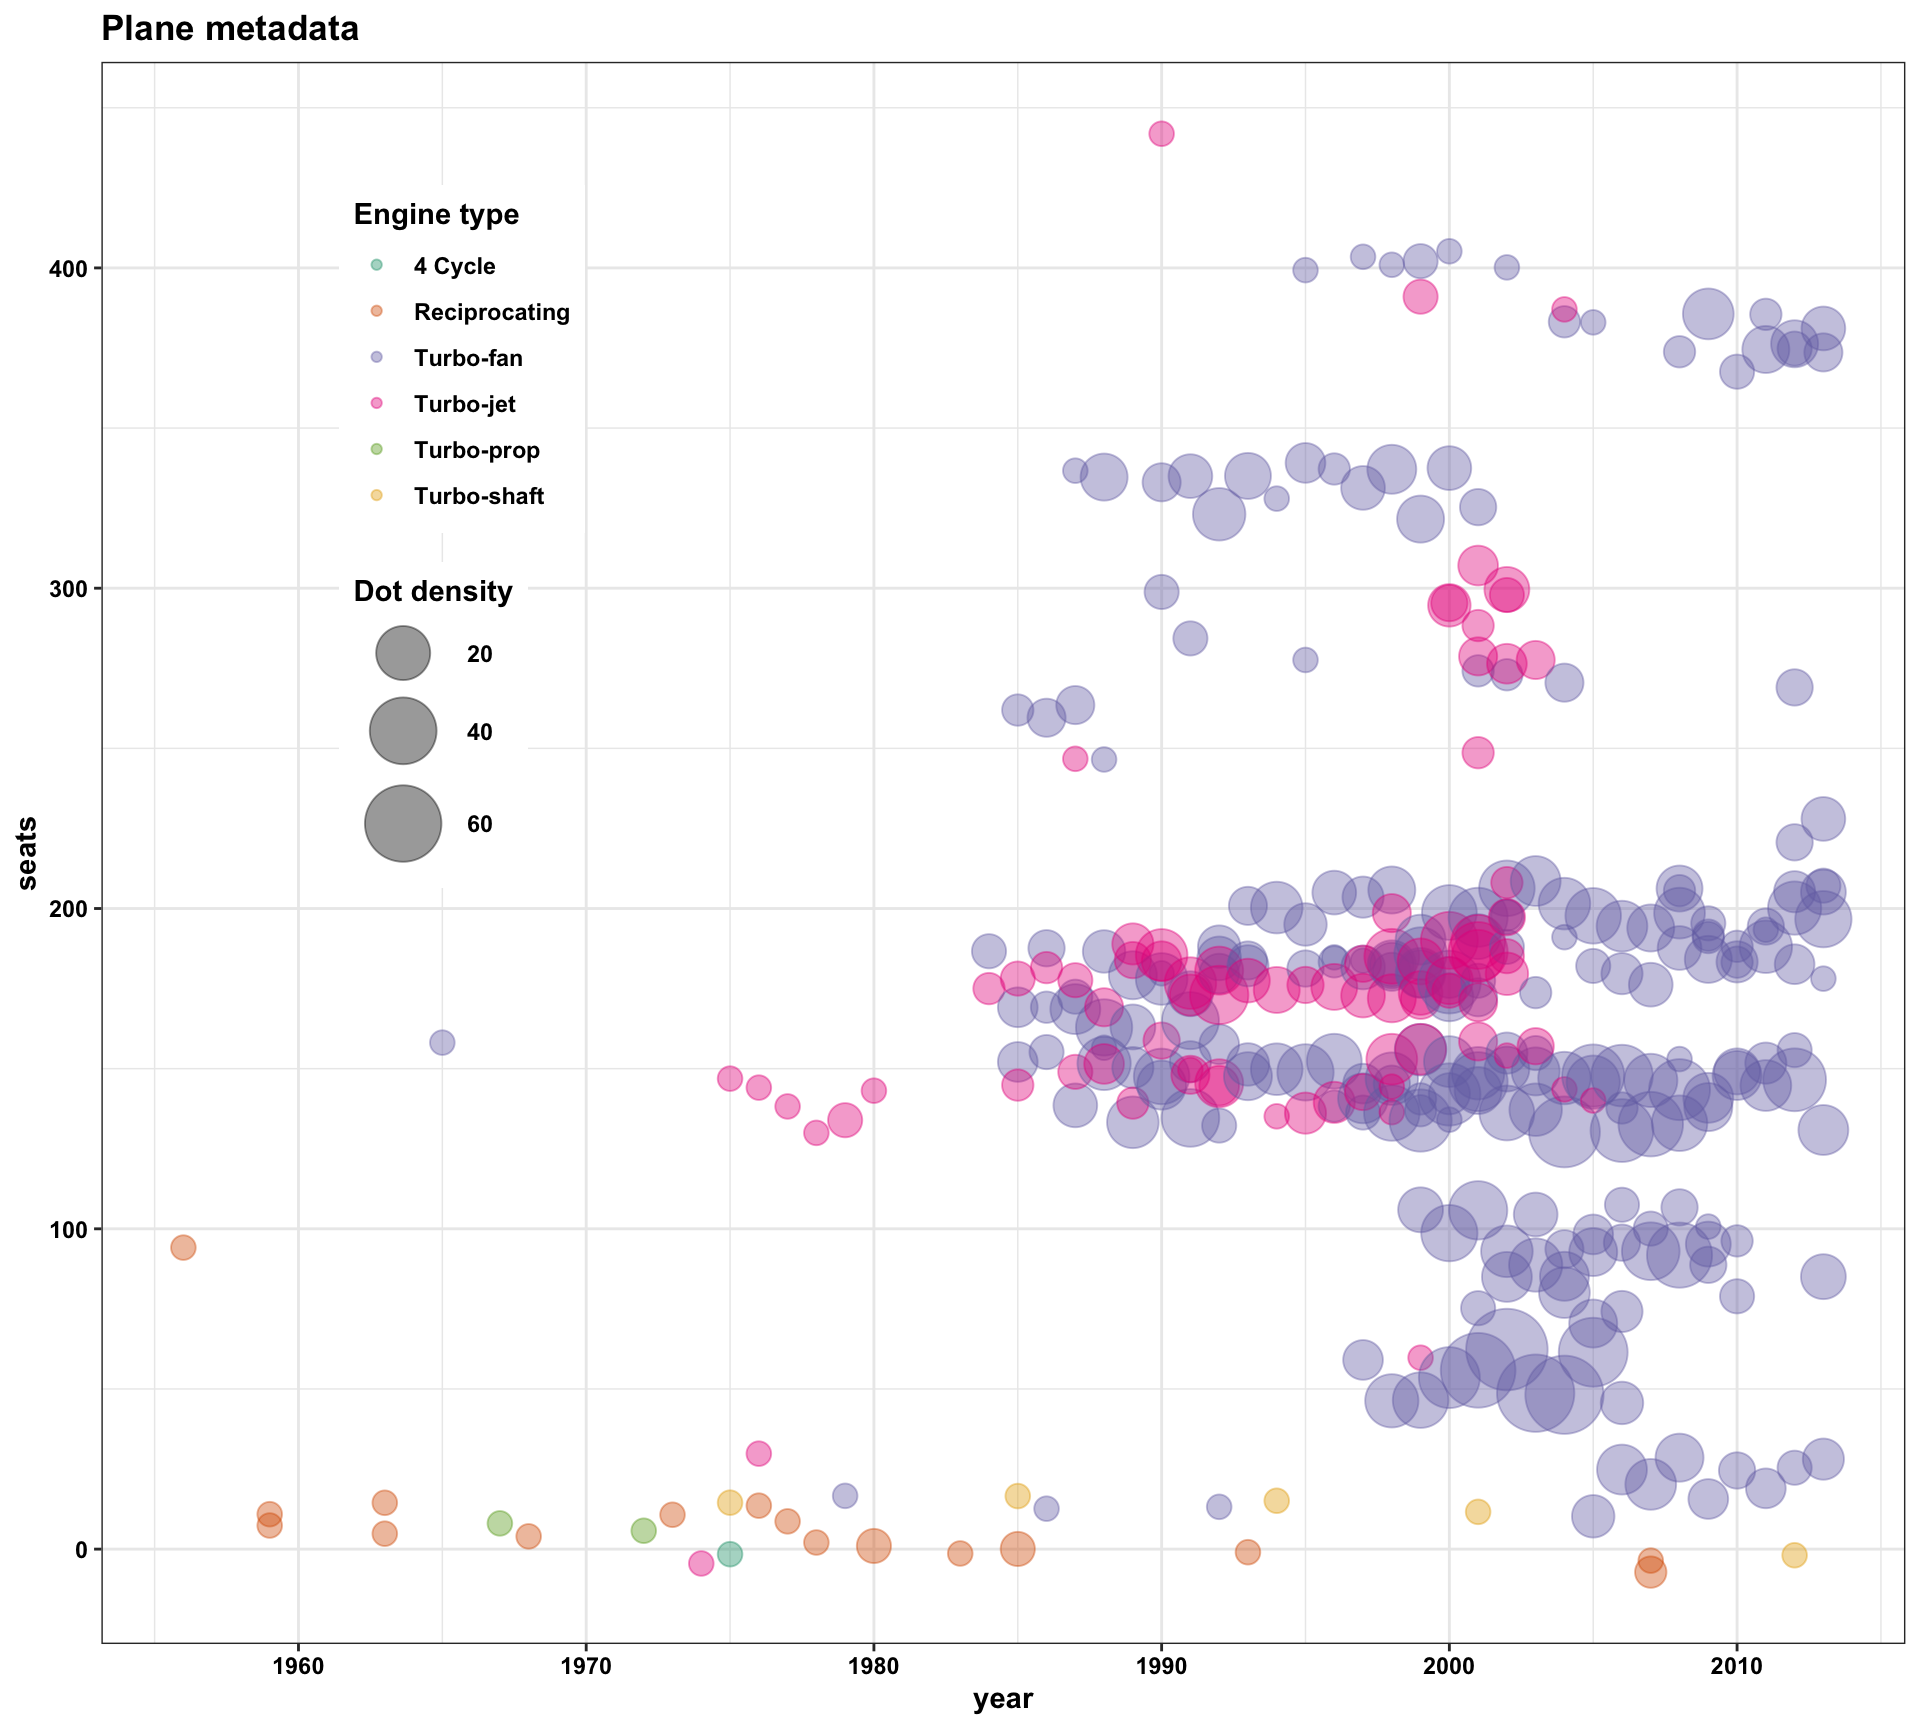 Plane metadata
Engine type
4 Cycle
Reciprocating
Turbo-fan
Turbo-jet
Turbo-prop
Turbo-shaft
Dot density
20
40
60
seats
400
300
200
100
0
1960 1970 1980 1990 2000 2010
year